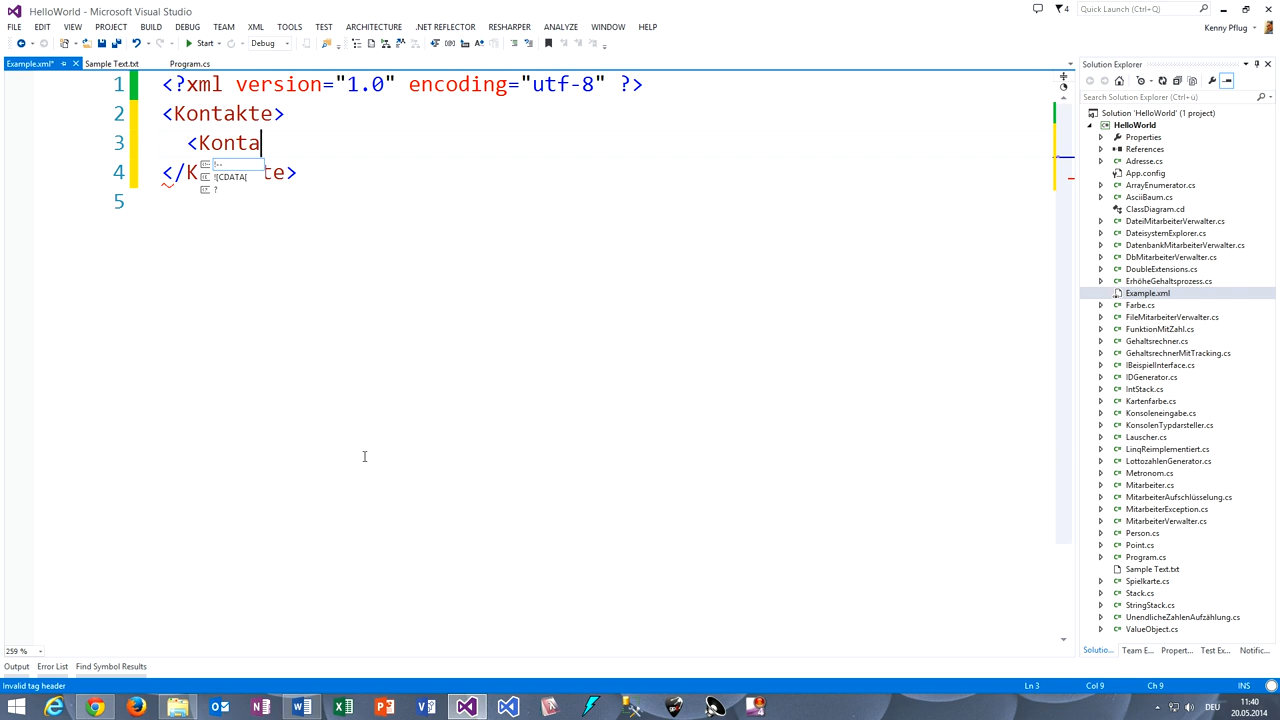 HelloWorld - Microsoft Visual Studio
4
Quick Launch (Ctrl+Q)
FILE EDIT VIEW PROJECT BUILD DEBUG TEAM XML TOOLS TEST ARCHITECTURE .NET REFLECTOR RESHARPER ANALYZE WINDOW HELP
Kenny Pflug
Start Debug
Example.xml* Sample Text.txt Program.cs
Solution Explorer
1 <?xml version="1.0" encoding="utf-8" ?>
2 <Kontakte>
3 <Konta
!--
4 </K te>
![CDATA[
?
5
Search Solution Explorer (Ctrl+ü)
Solution 'HelloWorld' (1 project)
HelloWorld
Properties
References
Adresse.cs
App.config
ArrayEnumerator.cs
AsciiBaum.cs
ClassDiagram.cd
DateiMitarbeiterVerwalter.cs
DateisystemExplorer.cs
DatenbankMitarbeiterVerwalter.cs
DbMitarbeiterVerwalter.cs
DoubleExtensions.cs
ErhöheGehaltsprozess.cs
Example.xml
Farbe.cs
FileMitarbeiterVerwalter.cs
FunktionMitZahl.cs
Gehaltsrechner.cs
GehaltsrechnerMitTracking.cs
IBeispielInterface.cs
IDGenerator.cs
IntStack.cs
Kartenfarbe.cs
Konsoleneingabe.cs
KonsolenTypdarsteller.cs
Lauscher.cs
LinqReimplementiert.cs
LottozahlenGenerator.cs
Metronom.cs
Mitarbeiter.cs
MitarbeiterAufschlüsselung.cs
MitarbeiterException.cs
MitarbeiterVerwalter.cs
Person.cs
Point.cs
Program.cs
Sample Text.txt
Spielkarte.cs
Stack.cs
StringStack.cs
UnendlicheZahlenAufzählung.cs
ValueObject.cs
259 %
Solutio... Team E... Propert... Test Ex... Notific...
Output Error List Find Symbol Results
Invalid tag header Ln 3 Col 9 Ch 9 INS
DEU
11:40
20.05.2014